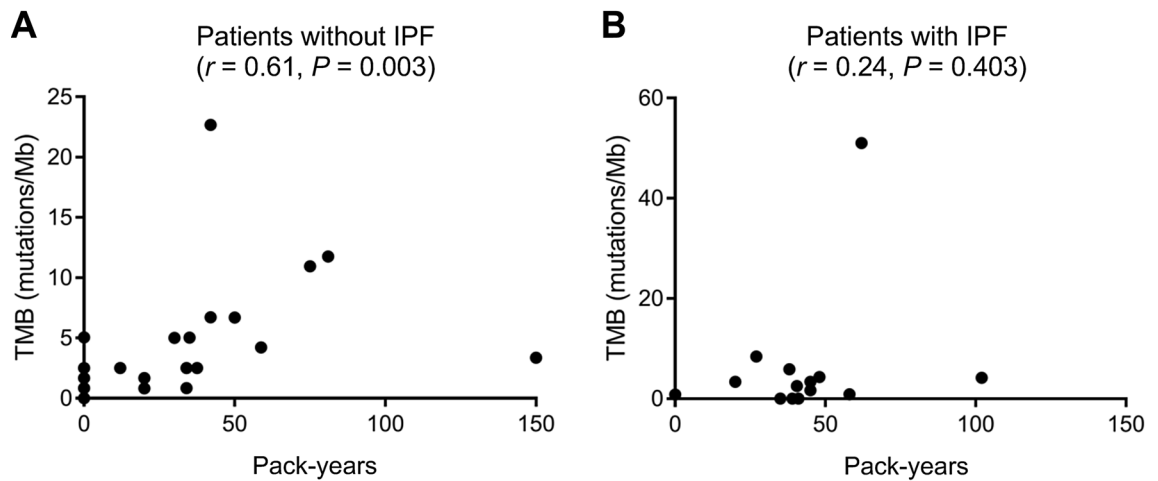 A
Patients without IPF
(r = 0.61, P = 0.003)
25
20
15
10
5
0
TMB (mutations/Mb)
0 50 100 150
Pack-years
B
Patients with IPF
(r = 0.24, P = 0.403)
60
40
20
0
TMB (mutations/Mb)
0 50 100 150
Pack-years